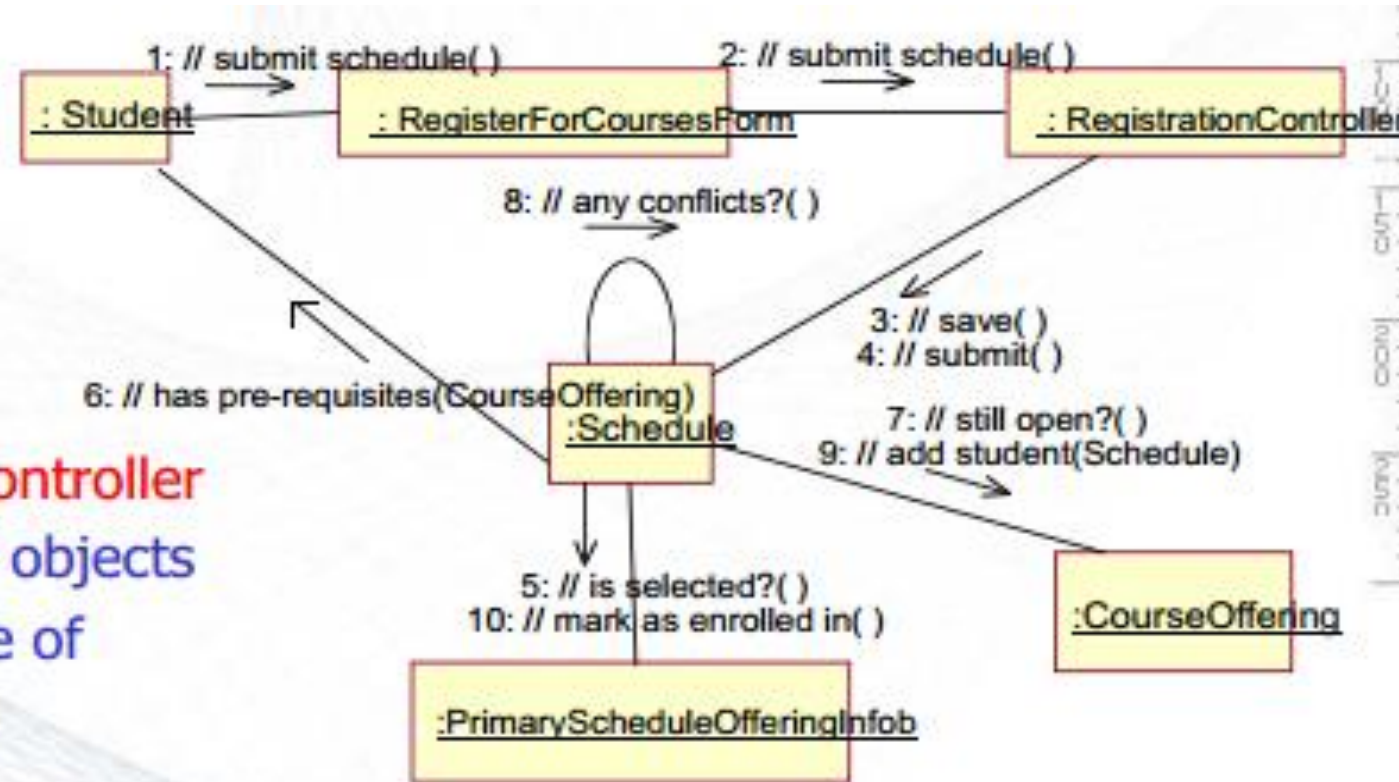 1: // submit schedule( )
2: // submit schedule( )
: Student
: RegisterForCoursesForm
: RegistrationController
8: // any conflicts?( )
3: // save( )
4: // submit( )
6: // has pre-requisites(CourseOffering)
:Schedule
7: // still open?( )
9: // add student(Schedule)
ontroller
objects
e of
5: // is selected?( )
10: // mark as enrolled in( )
:CourseOffering
:PrimaryScheduleOfferingInfob